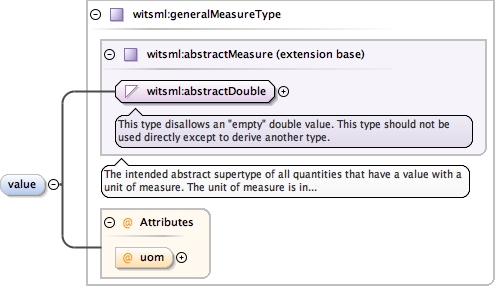 witsml:generalMeasureType
witsml:abstractMeasure (extension base)
witsml:abstractDouble
This type disallows an "empty" double value. This type should not be
used directly except to derive another type.
The intended abstract supertype of all quantities that have a value with a
unit of measure. The unit of measure is in...
value
@ Attributes
@ uom